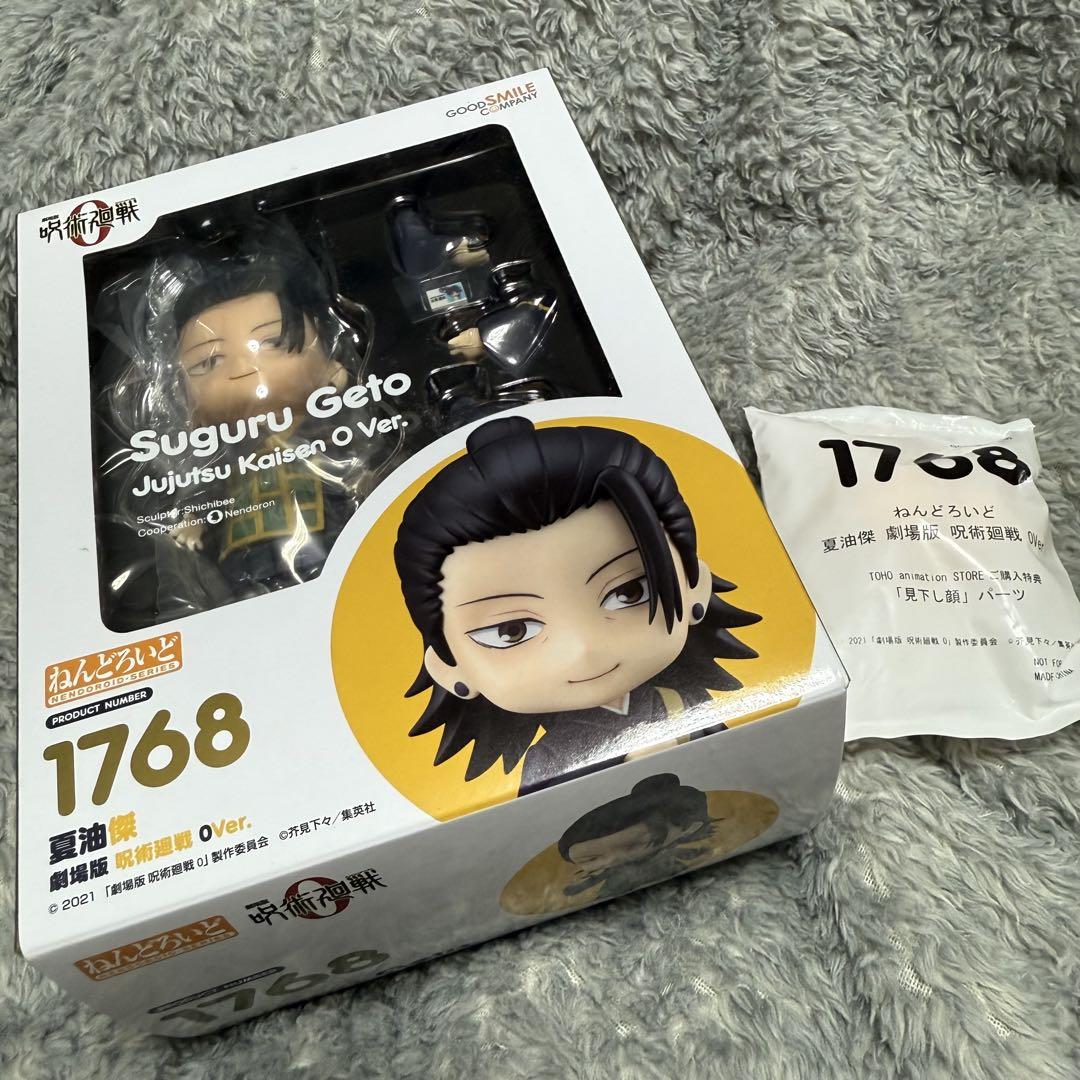 GOODSMILE
COMPANY
呪術廻戦
0
Suguru Geto
Jujutsu Kaisen 0 Ver.
Sculptor:Shichibee
Cooperation: Nendoron
ねんどろいど
NENDOROID-SERIES
PRODUCT NUMBER
1768
夏油傑
劇場版 呪術廻戦 0Ver.
© 2021 「劇場版 呪術廻戦 0」製作委員会 ©芥見下々／集英社
呪術廻戦
0
ねんどろいど
1768
1768
ねんどろいど
夏油傑 劇場版 呪術廻戦 0Ver
TOHO animation STORE ご購入特典
「見下し顔」パーツ
2021「劇場版 呪術廻戦 0」製作委員会 ©芥見下々／集英
NOT FOR
MADE